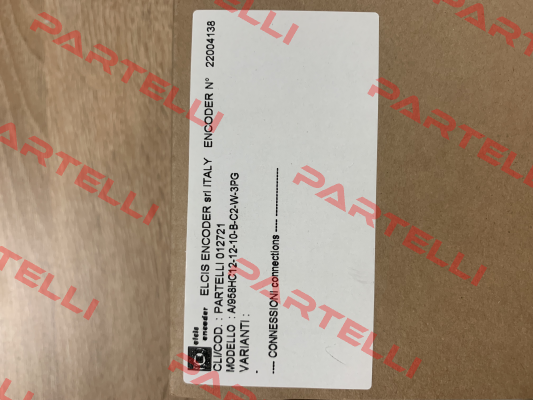 elcis
encoder
ELCIS ENCODER srl ITALY ENCODER N° 22004138
CLI/COD. : PARTELLI 012721
MODELLO : A/958HC12-12-10-B-C2-W-3PG
VARIANTI :
.
---- CONNESSIONI connections ---- ----------------
PARTELLI
PARTELLI
PARTELLI
PARTELLI
PARTELLI
PARTELLI